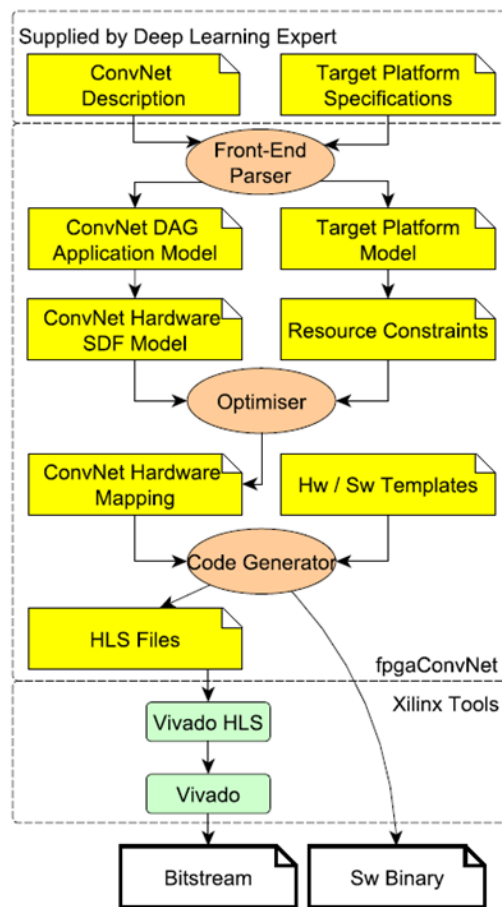 Supplied by Deep Learning Expert
ConvNet
Description
Target Platform
Specifications
Front-End
Parser
ConvNet DAG
Application Model
Target Platform
Model
ConvNet Hardware
SDF Model
Resource Constraints
Optimiser
ConvNet Hardware
Mapping
Hw / Sw Templates
Code Generator
HLS Files
fpgaConvNet
Xilinx Tools
Vivado HLS
Vivado
Bitstream
Sw Binary